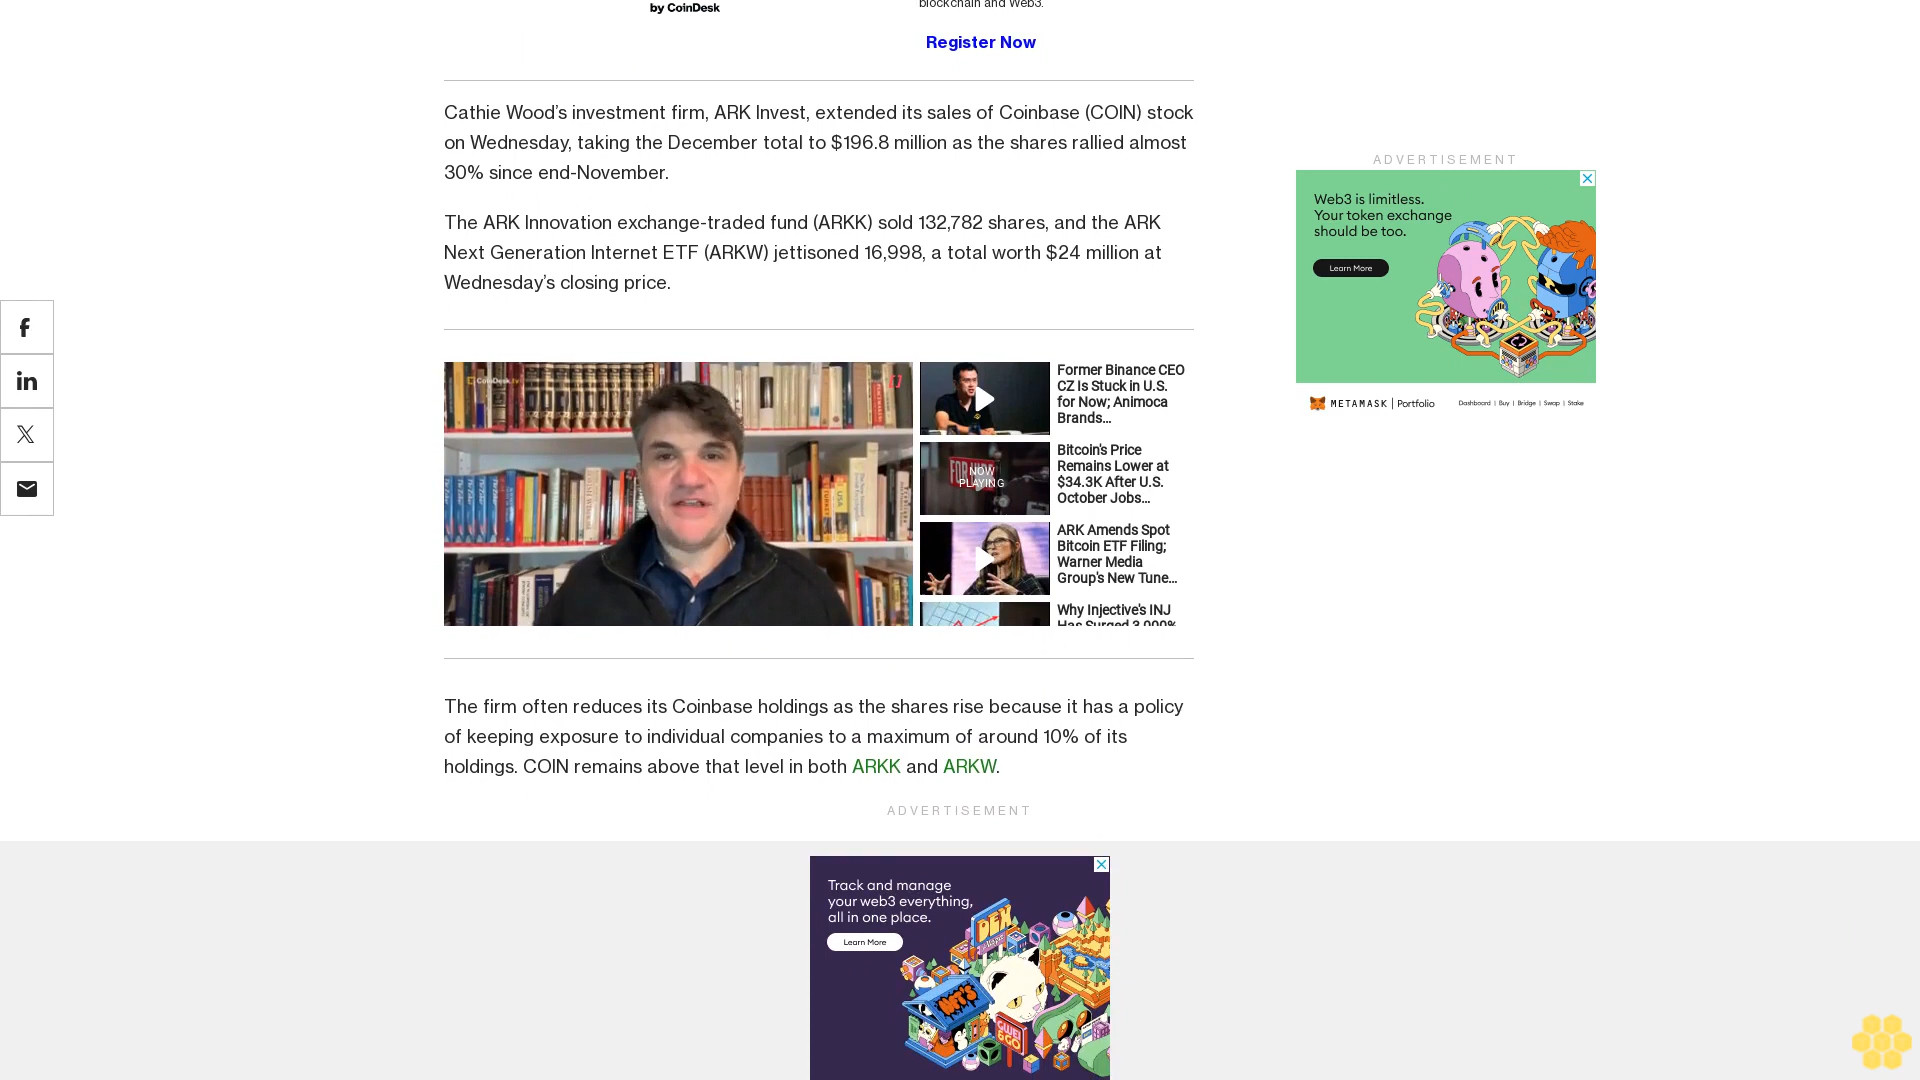 by CoinDesk
blockchain and Web3.
Register Now
Cathie Wood’s investment firm, ARK Invest, extended its sales of Coinbase (COIN) stock
on Wednesday, taking the December total to $196.8 million as the shares rallied almost
30% since end-November.
The ARK Innovation exchange-traded fund (ARKK) sold 132,782 shares, and the ARK
Next Generation Internet ETF (ARKW) jettisoned 16,998, a total worth $24 million at
Wednesday’s closing price.
CoinDesk tv
Former Binance CEO
CZ Is Stuck in U.S.
for Now; Animoca
Brands...
NOW
PLAYING
Bitcoin's Price
Remains Lower at
$34.3K After U.S.
October Jobs...
ARK Amends Spot
Bitcoin ETF Filing;
Warner Media
Group's New Tune...
Why Injective's INJ
Has Surged 3,000%
The firm often reduces its Coinbase holdings as the shares rise because it has a policy
of keeping exposure to individual companies to a maximum of around 10% of its
holdings. COIN remains above that level in both ARKK and ARKW.
ADVERTISEMENT
Web3 is limitless.
Your token exchange
should be too.
Learn More
METAMASK | Portfolio
Dashboard | Buy | Bridge | Swap | Stake
ADVERTISEMENT
Track and manage
your web3 everything,
all in one place.
Learn More
DEX
NFT'S
GWEI
GO